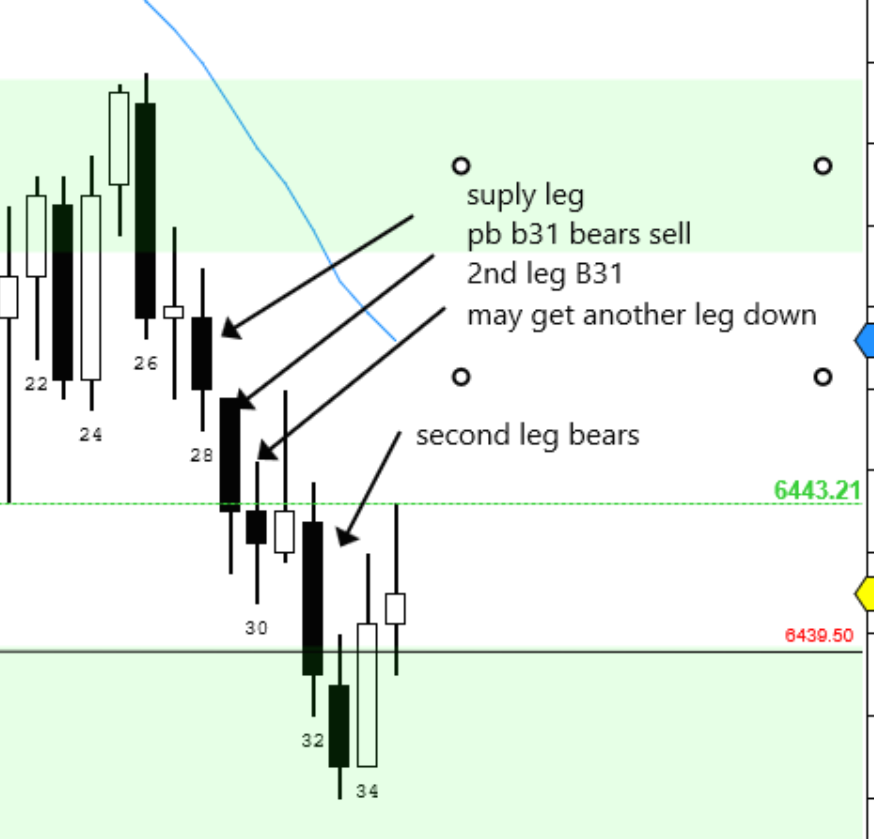 suply leg
pb b31 bears sell
2nd leg B31
may get another leg down
26
22
24
second leg bears
28
6443.21
30
6439.50
32
34